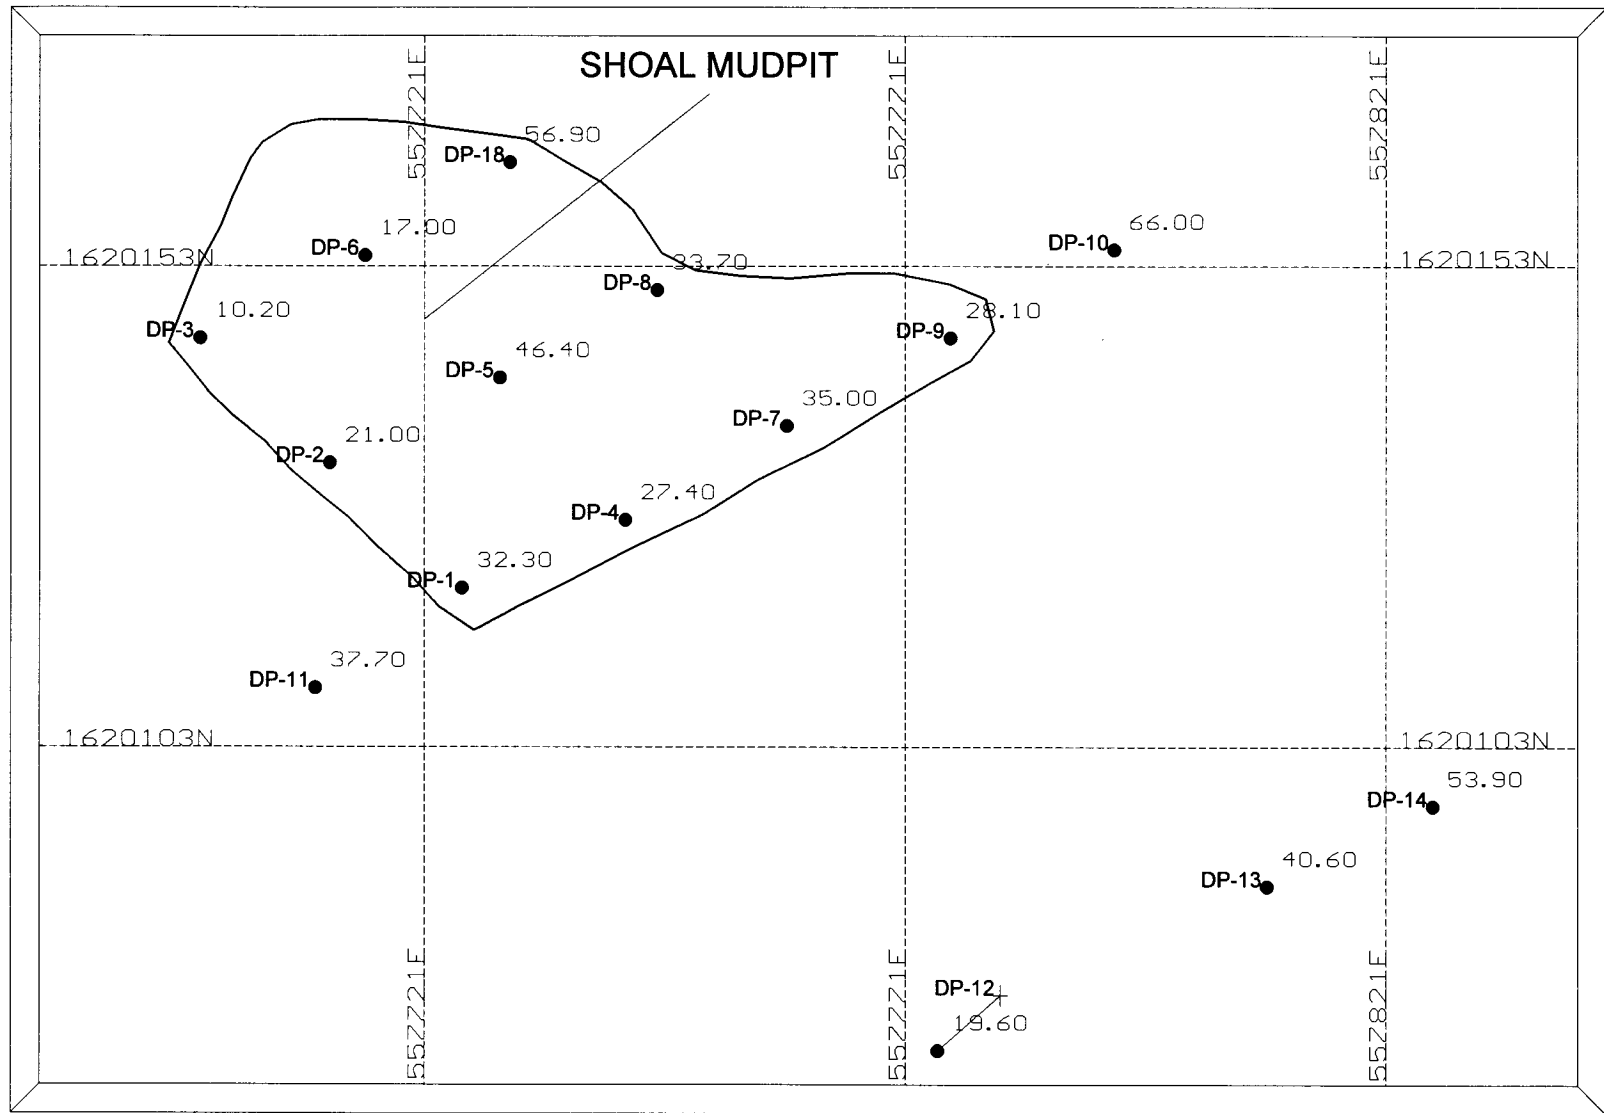 SHOAL MUDPIT
557721E
557771E
557821E
56.90
DP-18
17.00
DP-6
66.00
DP-10
1620153N
1620153N
33.70
DP-8
10.20
DP-3
28.10
DP-9
46.40
DP-5
35.00
DP-7
21.00
DP-2
27.40
DP-4
32.30
DP-1
37.70
DP-11
1620103N
1620103N
53.90
DP-14
40.60
DP-13
DP-12
19.60
557721E
557771E
557821E